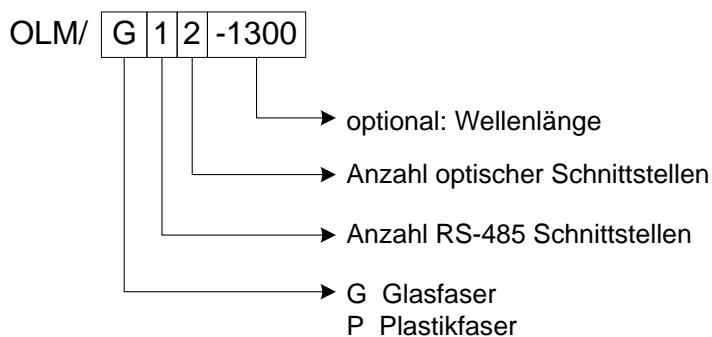 OLM/ G 1 2 -1300
optional: Wellenlänge
Anzahl optischer Schnittstellen
Anzahl RS-485 Schnittstellen
G Glasfaser
P Plastikfaser